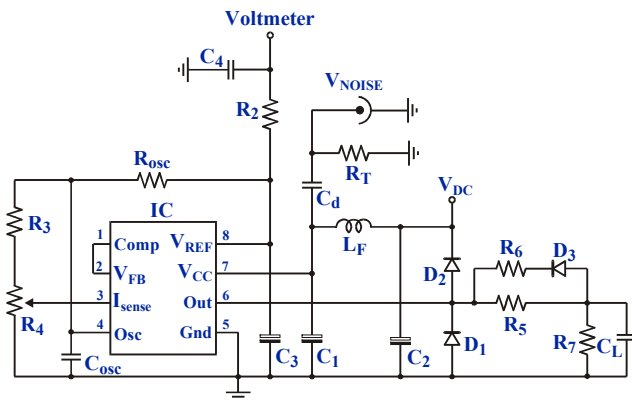 Voltmeter
C4
VNOISE
R2
Rosc
RT
VDC
Cd
IC
R3
LF
R6
D3
1
Comp
VREF
8
D2
2
VFB
VCC
7
3
Isense
Out
6
R4
R5
4
Osc
Gnd
5
Cosc
C3
C1
C2
D1
R7
CL